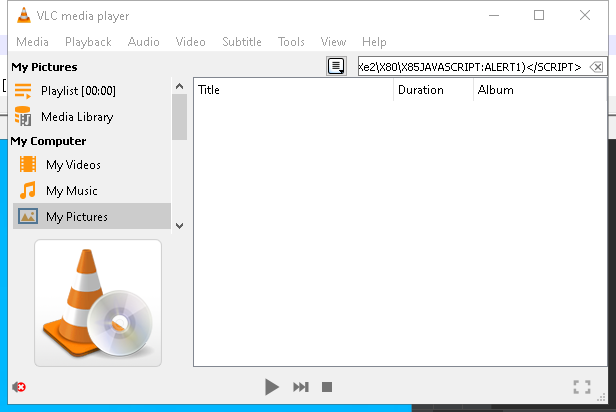 VLC media player
Media Playback Audio Video Subtitle Tools View Help
My Pictures
Xe2\X80\X85JAVASCRIPT:ALERT1)</SCRIPT>
Playlist [00:00]
Media Library
My Computer
My Videos
My Music
My Pictures
Title Duration Album